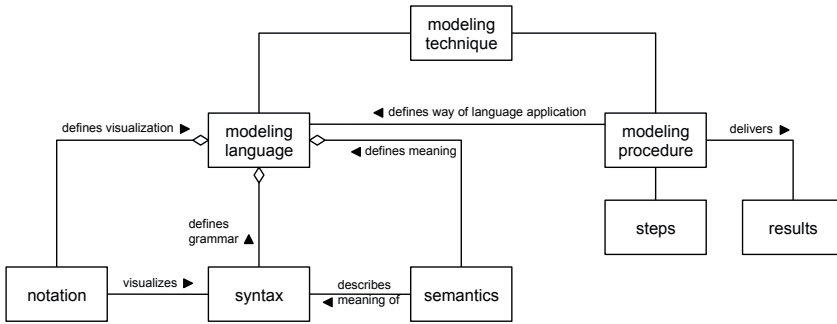 modeling
technique
◄ defines way of language application
defines visualization ►
modeling
language
◄ defines meaning
modeling
procedure
delivers ►
steps
results
defines
grammar ▲
notation
visualizes ►
syntax
describes
◄ meaning of
semantics